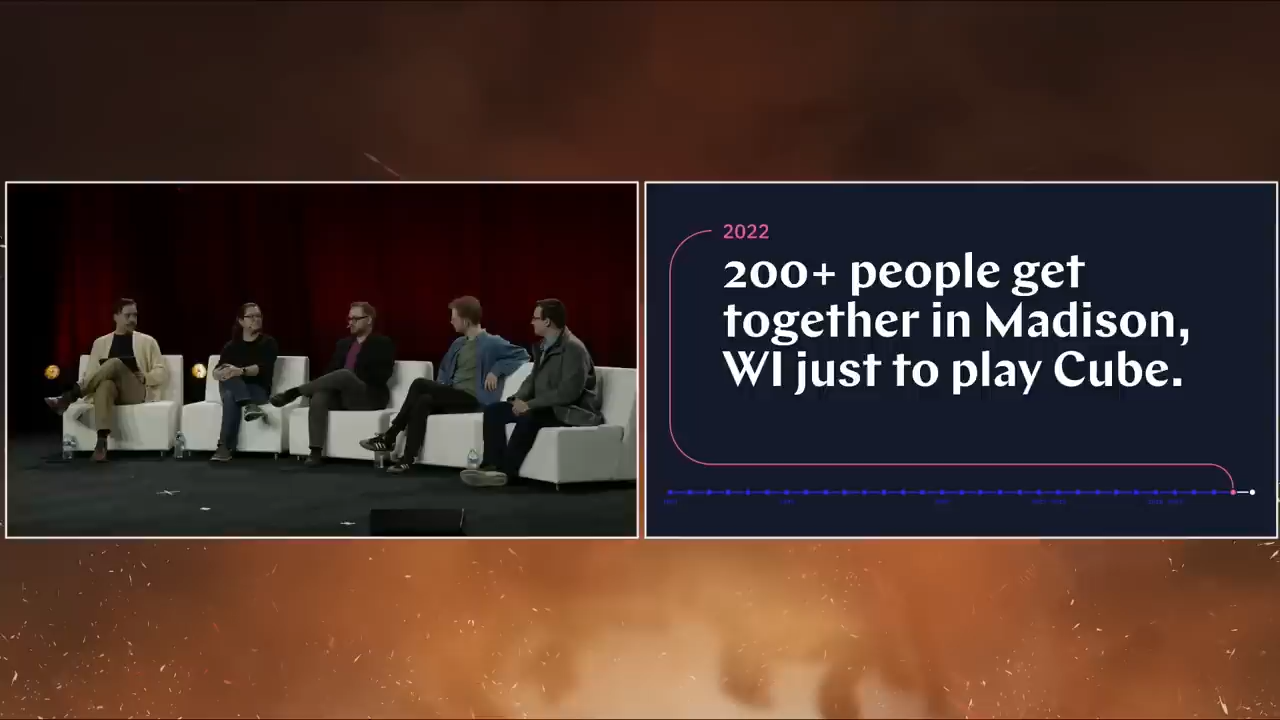 2022
200+ people get
together in Madison,
WI just to play Cube.